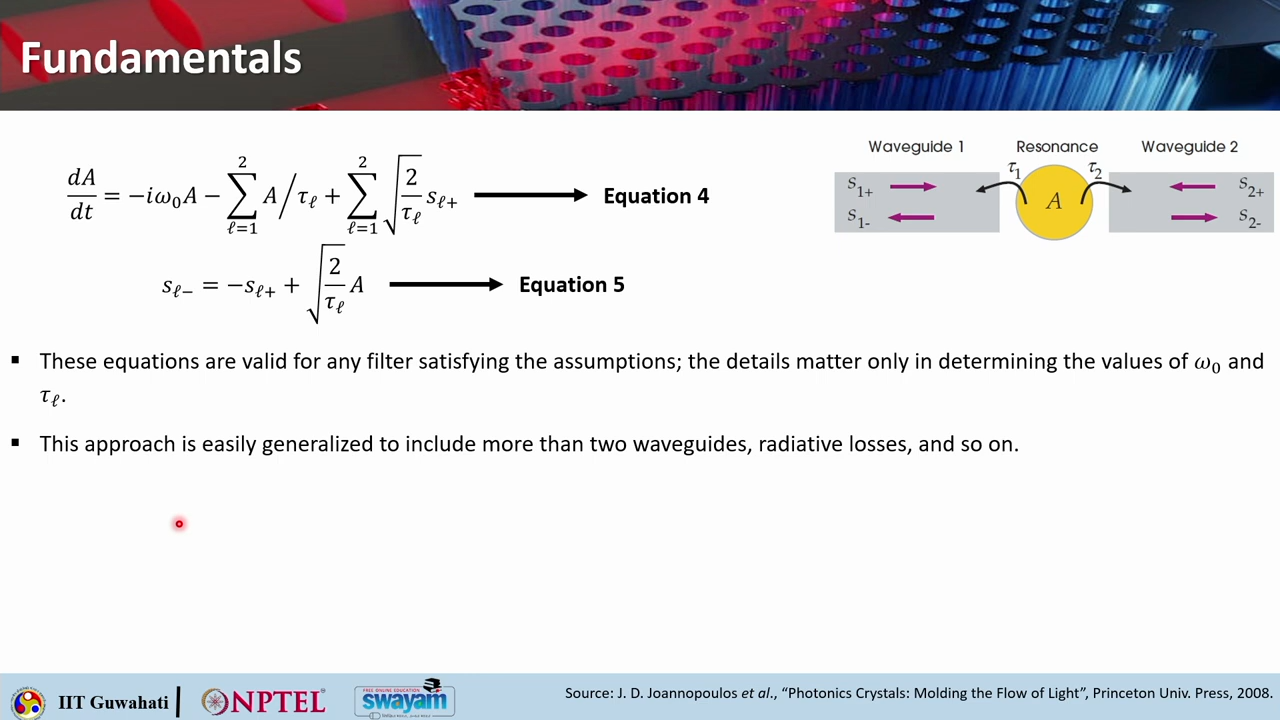 Fundamentals
dA/dt = −iω₀A − ∑_{ℓ=1}^{2} A/τ_ℓ + ∑_{ℓ=1}^{2} √(2/τ_ℓ) s_{ℓ+} Equation 4
s_{ℓ−} = −s_{ℓ+} + √(2/τ_ℓ) A Equation 5
Waveguide 1 Resonance Waveguide 2
τ₁ τ₂
S₁₊ A S₂₊
S₁₋ S₂₋
▪ These equations are valid for any filter satisfying the assumptions; the details matter only in determining the values of ω₀ and
τ_ℓ.
▪ This approach is easily generalized to include more than two waveguides, radiative losses, and so on.
IIT Guwahati
NPTEL
FREE ONLINE EDUCATION
swayam
Source: J. D. Joannopoulos et al., “Photonics Crystals: Molding the Flow of Light”, Princeton Univ. Press, 2008.